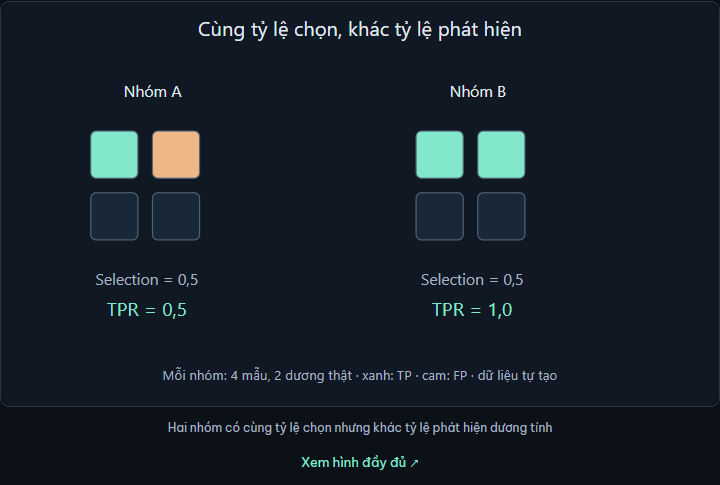 Cùng tỷ lệ chọn, khác tỷ lệ phát hiện
Nhóm A
Nhóm B
Selection = 0,5
Selection = 0,5
TPR = 0,5
TPR = 1,0
Mỗi nhóm: 4 mẫu, 2 dương thật · xanh: TP · cam: FP · dữ liệu tự tạo
Hai nhóm có cùng tỷ lệ chọn nhưng khác tỷ lệ phát hiện dương tính
Xem hình đầy đủ ↗